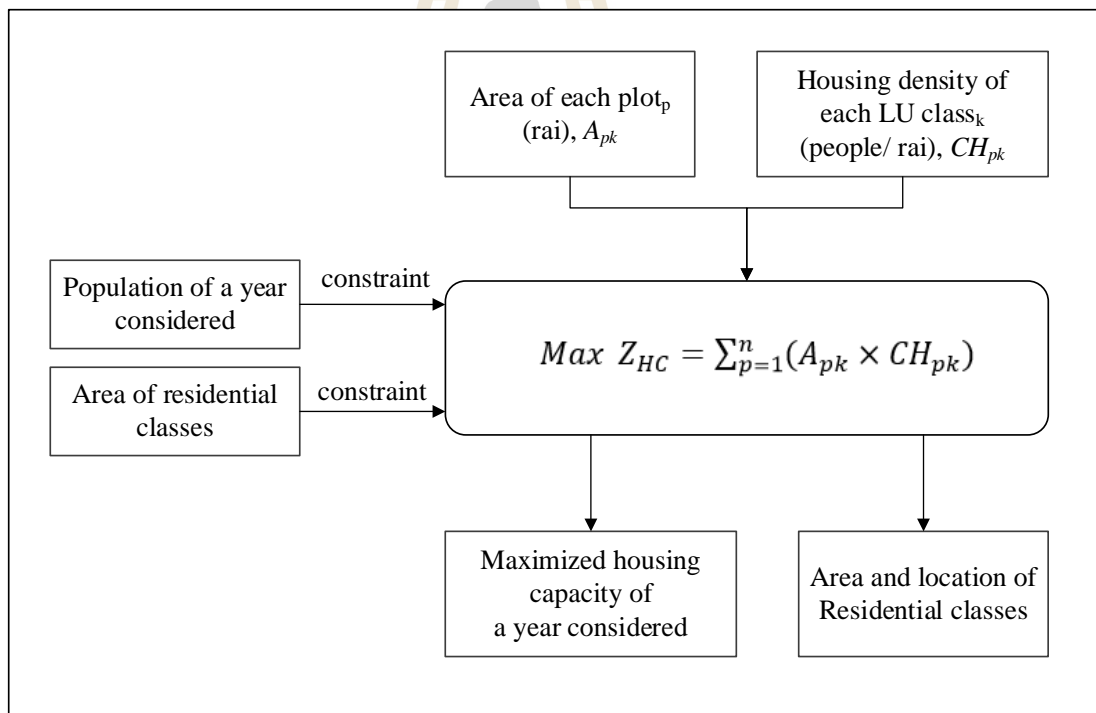 Area of each plotₚ
(rai), Aₚₖ
Housing density of
each LU classₖ
(people/ rai), CHₚₖ
Population of a year
considered
constraint
Area of residential
classes
constraint
Max Z_HC = ∑ⁿₚ₌₁(Aₚₖ × CHₚₖ)
Maximized housing
capacity of
a year considered
Area and location of
Residential classes